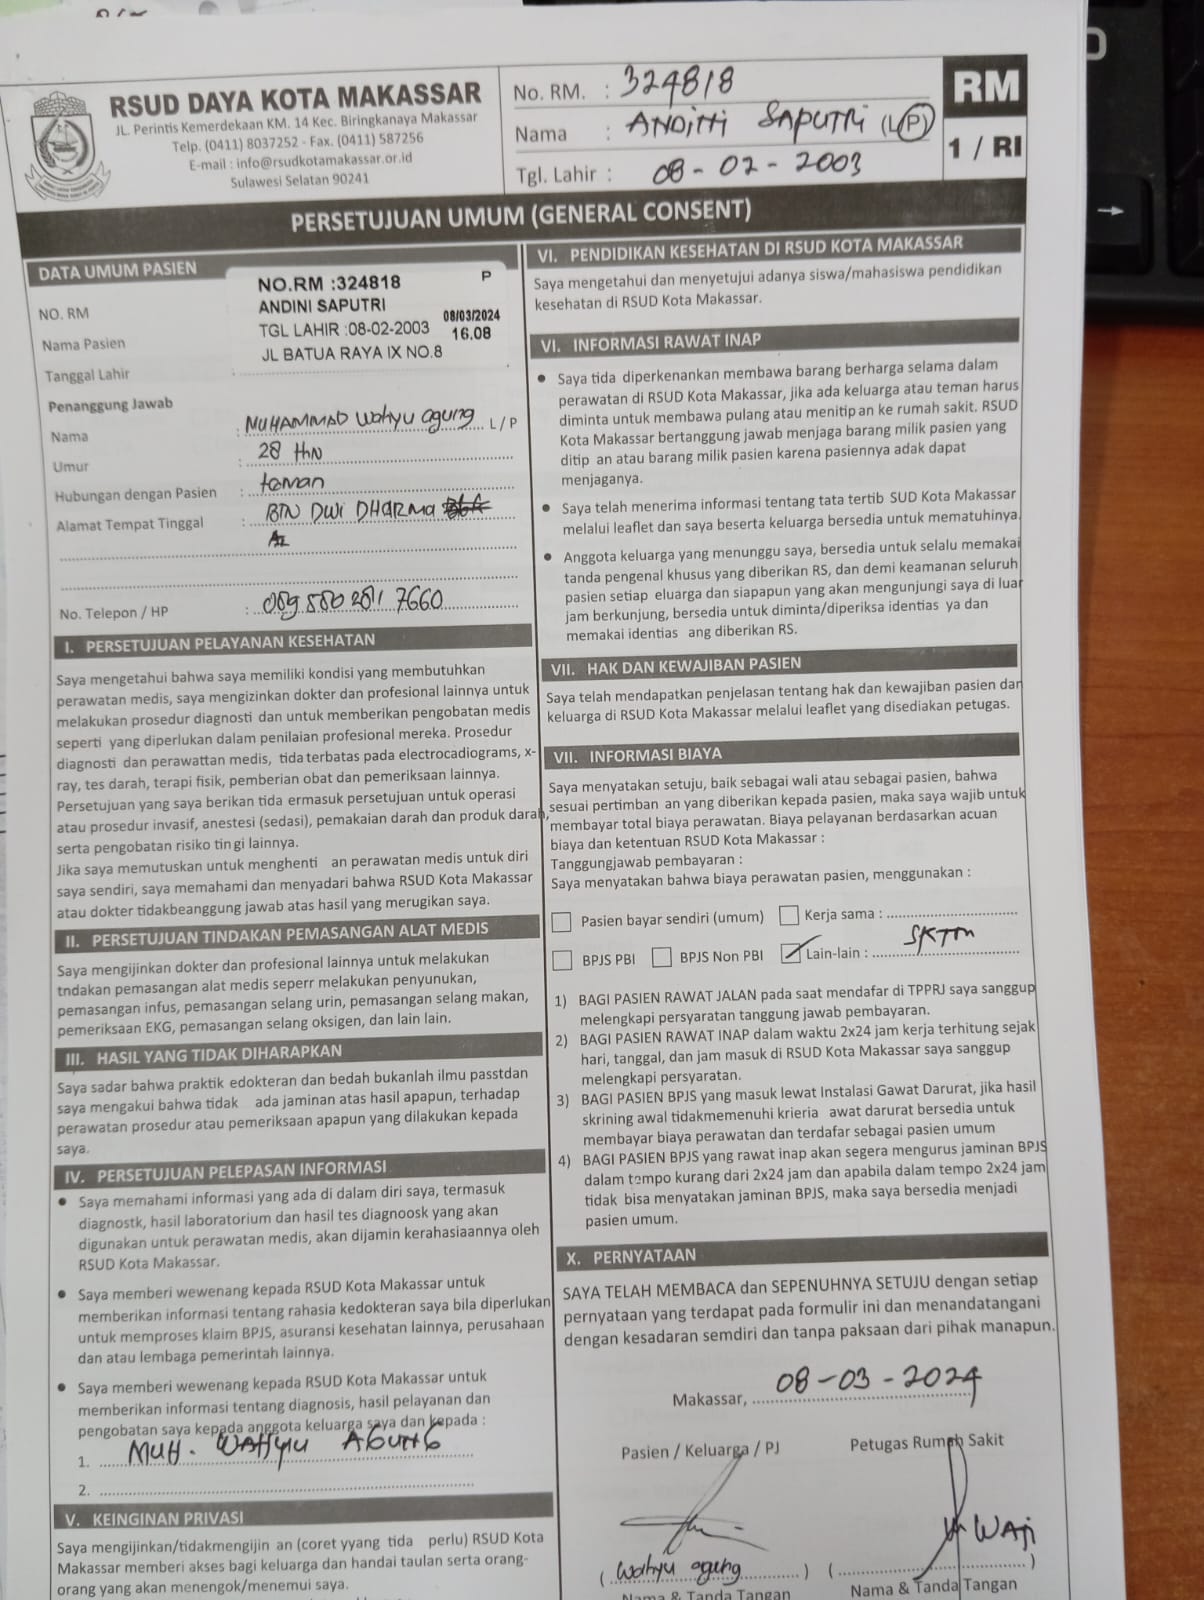 RSUD DAYA KOTA MAKASSAR
JL. Perintis Kemerdekaan KM. 14 Kec. Biringkanaya Makassar
Telp. (0411) 8037252 - Fax. (0411) 587256
E-mail : info@rsudkotamakassar.or.id
Sulawesi Selatan 90241
No. RM. : 324818
Nama : ANDINI SAPUTRI (L/P)
Tgl. Lahir : 08-02-2003
RM
1 / RI
PERSETUJUAN UMUM (GENERAL CONSENT)
DATA UMUM PASIEN
NO.RM :324818 P
ANDINI SAPUTRI
TGL LAHIR :08-02-2003 08/03/2024 16.08
JL BATUA RAYA IX NO.8
NO. RM
Nama Pasien
Tanggal Lahir
Penanggung Jawab
Nama : MUHAMMAD Wahyu agung L / P
Umur : 28 thn
Hubungan dengan Pasien : teman
Alamat Tempat Tinggal : BTN DWI DHARMA
No. Telepon / HP :
I. PERSETUJUAN PELAYANAN KESEHATAN
Saya mengetahui bahwa saya memiliki kondisi yang membutuhkan
perawatan medis, saya mengizinkan dokter dan profesional lainnya untuk
melakukan prosedur diagnosti dan untuk memberikan pengobatan medis
seperti yang diperlukan dalam penilaian profesional mereka. Prosedur
diagnosti dan perawattan medis, tida terbatas pada electrocadiograms, x-
ray, tes darah, terapi fisik, pemberian obat dan pemeriksaan lainnya.
Persetujuan yang saya berikan tida ermasuk persetujuan untuk operasi
atau prosedur invasif, anestesi (sedasi), pemakaian darah dan produk darah,
serta pengobatan risiko tin gi lainnya.
Jika saya memutuskan untuk menghenti an perawatan medis untuk diri
saya sendiri, saya memahami dan menyadari bahwa RSUD Kota Makassar
atau dokter tidakbeanggung jawab atas hasil yang merugikan saya.
II. PERSETUJUAN TINDAKAN PEMASANGAN ALAT MEDIS
Saya mengijinkan dokter dan profesional lainnya untuk melakukan
tndakan pemasangan alat medis seperr melakukan penyunukan,
pemasangan infus, pemasangan selang urin, pemasangan selang makan,
pemeriksaan EKG, pemasangan selang oksigen, dan lain lain.
III. HASIL YANG TIDAK DIHARAPKAN
Saya sadar bahwa praktik edokteran dan bedah bukanlah ilmu passtdan
saya mengakui bahwa tidak ada jaminan atas hasil apapun, terhadap
perawatan prosedur atau pemeriksaan apapun yang dilakukan kepada
saya.
IV. PERSETUJUAN PELEPASAN INFORMASI
• Saya memahami informasi yang ada di dalam diri saya, termasuk
diagnostk, hasil laboratorium dan hasil tes diagnoosk yang akan
digunakan untuk perawatan medis, akan dijamin kerahasiaannya oleh
RSUD Kota Makassar.
• Saya memberi wewenang kepada RSUD Kota Makassar untuk
memberikan informasi tentang rahasia kedokteran saya bila diperlukan
untuk memproses klaim BPJS, asuransi kesehatan lainnya, perusahaan
dan atau lembaga pemerintah lainnya.
• Saya memberi wewenang kepada RSUD Kota Makassar untuk
memberikan informasi tentang diagnosis, hasil pelayanan dan
pengobatan saya kepada anggota keluarga saya dan kepada :
1. MUH. WAHYU AGUNG
2.
V. KEINGINAN PRIVASI
Saya mengijinkan/tidakmengijin an (coret yyang tida perlu) RSUD Kota
Makassar memberi akses bagi keluarga dan handai taulan serta orang-
orang yang akan menengok/menemui saya.
VI. PENDIDIKAN KESEHATAN DI RSUD KOTA MAKASSAR
Saya mengetahui dan menyetujui adanya siswa/mahasiswa pendidikan
kesehatan di RSUD Kota Makassar.
VI. INFORMASI RAWAT INAP
• Saya tida diperkenankan membawa barang berharga selama dalam
perawatan di RSUD Kota Makassar, jika ada keluarga atau teman harus
diminta untuk membawa pulang atau menitip an ke rumah sakit. RSUD
Kota Makassar bertanggung jawab menjaga barang milik pasien yang
ditip an atau barang milik pasien karena pasiennya adak dapat
menjaganya.
• Saya telah menerima informasi tentang tata tertib SUD Kota Makassar
melalui leaflet dan saya beserta keluarga bersedia untuk mematuhinya.
• Anggota keluarga yang menunggu saya, bersedia untuk selalu memakai
tanda pengenal khusus yang diberikan RS, dan demi keamanan seluruh
pasien setiap eluarga dan siapapun yang akan mengunjungi saya di luar
jam berkunjung, bersedia untuk diminta/diperiksa identias ya dan
memakai identias ang diberikan RS.
VII. HAK DAN KEWAJIBAN PASIEN
Saya telah mendapatkan penjelasan tentang hak dan kewajiban pasien dan
keluarga di RSUD Kota Makassar melalui leaflet yang disediakan petugas.
VII. INFORMASI BIAYA
Saya menyatakan setuju, baik sebagai wali atau sebagai pasien, bahwa
sesuai pertimban an yang diberikan kepada pasien, maka saya wajib untuk
membayar total biaya perawatan. Biaya pelayanan berdasarkan acuan
biaya dan ketentuan RSUD Kota Makassar :
Tanggungjawab pembayaran :
Saya menyatakan bahwa biaya perawatan pasien, menggunakan :
Pasien bayar sendiri (umum) Kerja sama :
BPJS PBI BPJS Non PBI Lain-lain : SKTM
1) BAGI PASIEN RAWAT JALAN pada saat mendafar di TPPRJ saya sanggup
melengkapi persyaratan tanggung jawab pembayaran.
2) BAGI PASIEN RAWAT INAP dalam waktu 2x24 jam kerja terhitung sejak
hari, tanggal, dan jam masuk di RSUD Kota Makassar saya sanggup
melengkapi persyaratan.
3) BAGI PASIEN BPJS yang masuk lewat Instalasi Gawat Darurat, jika hasil
skrining awal tidakmemenuhi krieria awat darurat bersedia untuk
membayar biaya perawatan dan terdafar sebagai pasien umum
4) BAGI PASIEN BPJS yang rawat inap akan segera mengurus jaminan BPJS
dalam tempo kurang dari 2x24 jam dan apabila dalam tempo 2x24 jam
tidak bisa menyatakan jaminan BPJS, maka saya bersedia menjadi
pasien umum.
X. PERNYATAAN
SAYA TELAH MEMBACA dan SEPENUHNYA SETUJU dengan setiap
pernyataan yang terdapat pada formulir ini dan menandatangani
dengan kesadaran semdiri dan tanpa paksaan dari pihak manapun.
Makassar, 08-03-2024
Pasien / Keluarga / PJ Petugas Rumah Sakit
(Wahyu agung) (WAJI)
Nama & Tanda Tangan Nama & Tanda Tangan